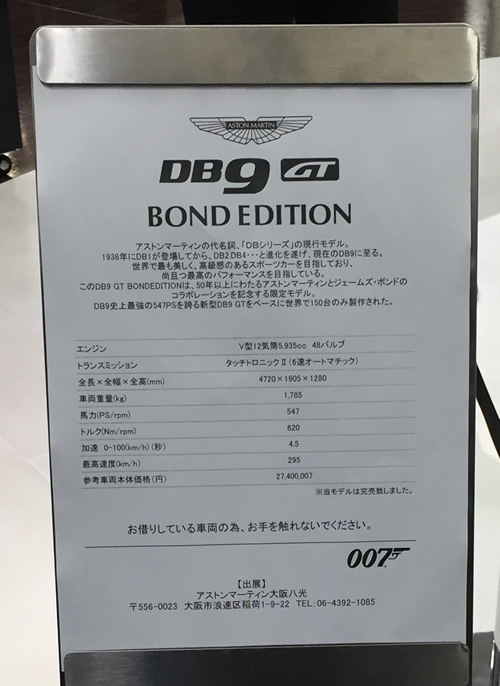 ASTON MARTIN
DB9 GT
BOND EDITION
アストンマーティンの代名詞、「DBシリーズ」の現行モデル。
1938年にDB1が登場してから、DB2.DB4・・・と進化を遂げ、現在のDB9に至る。
世界で最も美しく、高級感のあるスポーツカーを目指しており、
尚且つ最高のパフォーマンスを目指している。
このDB9 GT BONDEDITIONは、50年以上にわたるアストンマーティンとジェームズ・ボンドの
コラボレーションを記念する限定モデル。
DB9史上最強の547PSを誇る新型DB9 GTをベースに世界で150台のみ製作された。
エンジン V型12気筒5,935cc 48バルブ
トランスミッション タッチトロニックⅡ(6速オートマチック)
全長×全幅×全高(mm) 4720×1905×1280
車両重量(kg) 1,785
馬力(PS/rpm) 547
トルク(Nm/rpm) 620
加速 0-100(km/h) (秒) 4.5
最高速度(km/h) 295
参考車両本体価格(円) 27,400,007
※当モデルは完売致しました。
お借りしている車両の為、お手を触れないでください。
007
【出展】
アストンマーティン大阪八光
〒556-0023 大阪市浪速区稲荷1-9-22 TEL:06-4392-1085